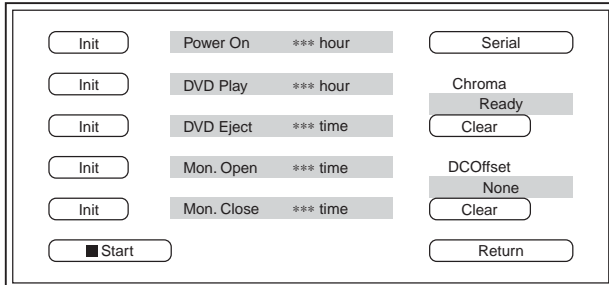 Init Power On *** hour Serial
Init DVD Play *** hour Chroma
Ready
Init DVD Eject *** time Clear
Init Mon. Open *** time DCOffset
None
Init Mon. Close *** time Clear
Start Return